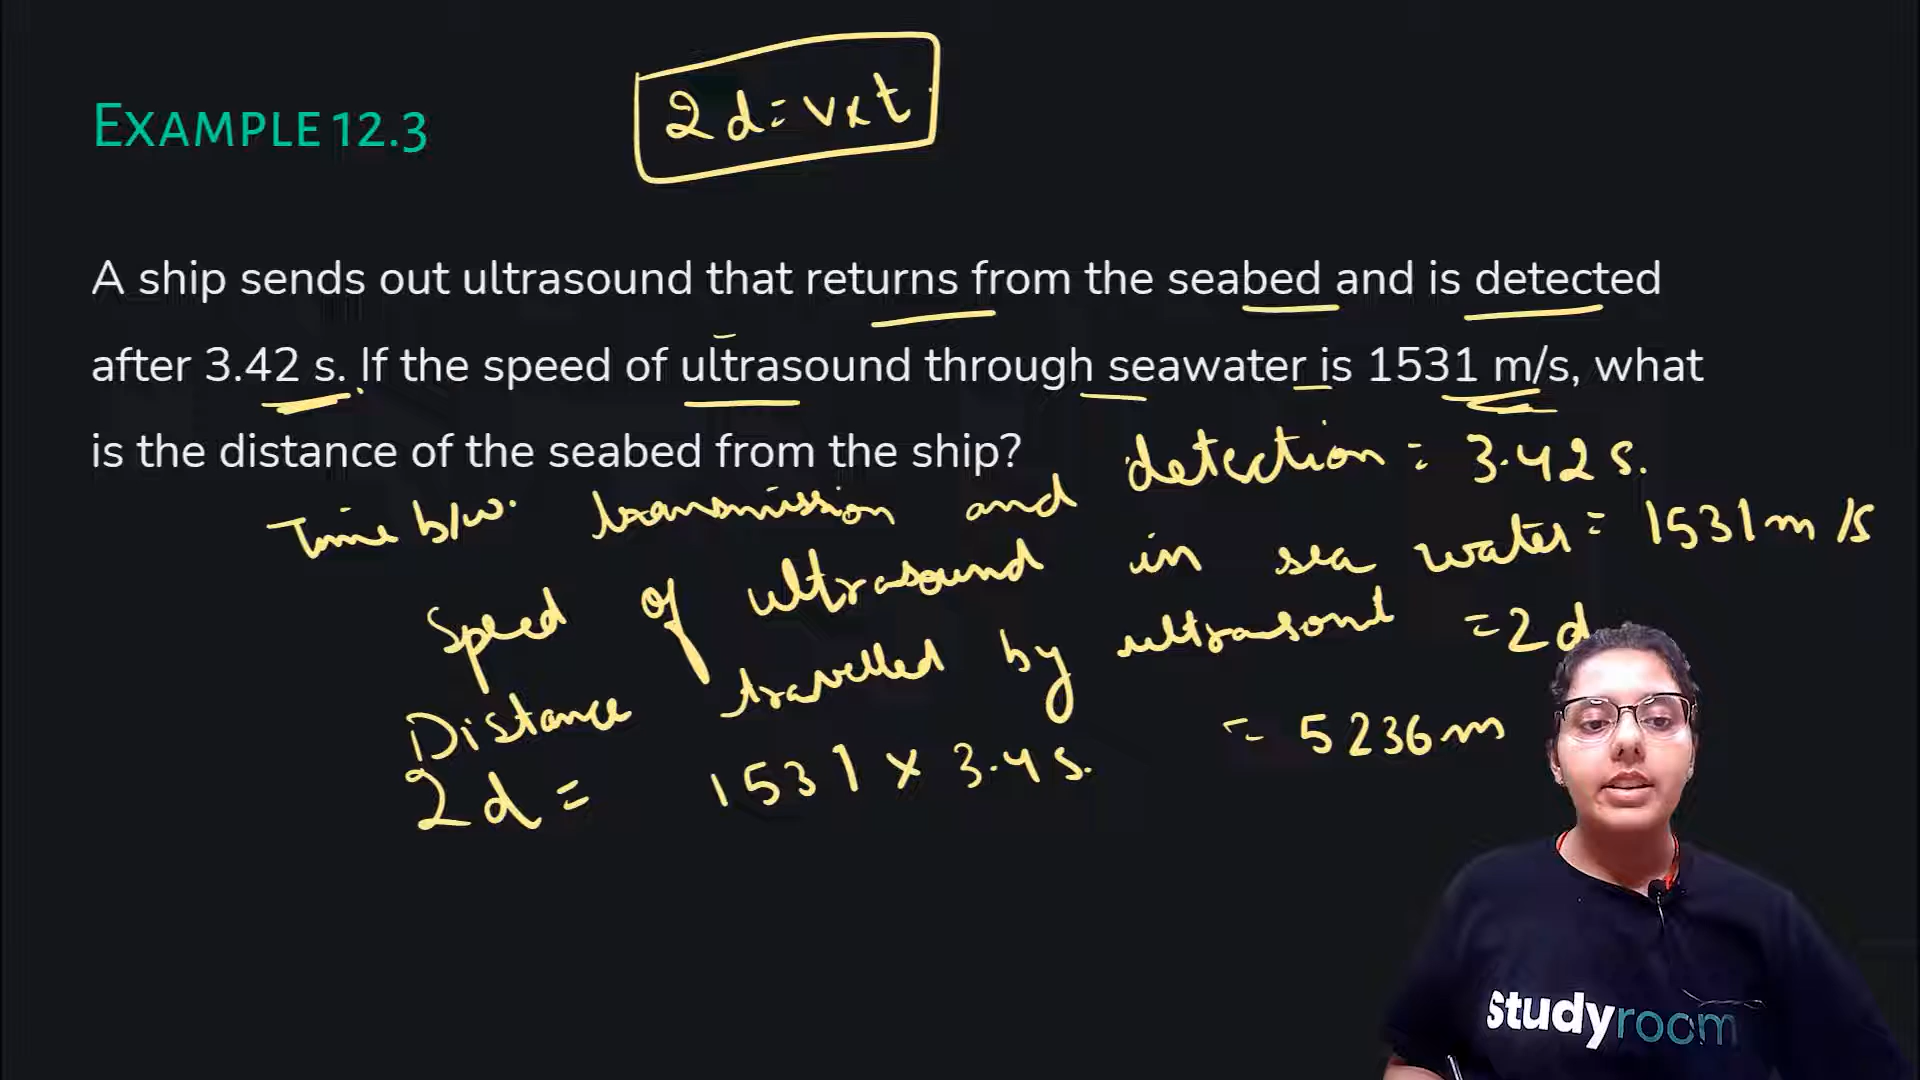 2d=v×t
EXAMPLE 12.3
A ship sends out ultrasound that returns from the seabed and is detected
after 3.42 s. If the speed of ultrasound through seawater is 1531 m/s, what
is the distance of the seabed from the ship?
Time b/w. transmission and detection = 3.42 s.
Speed of ultrasound in sea water = 1531 m/s
Distance travelled by ultrasound = 2d
2d = 1531 × 3.4 s. = 5236 m
studyroom